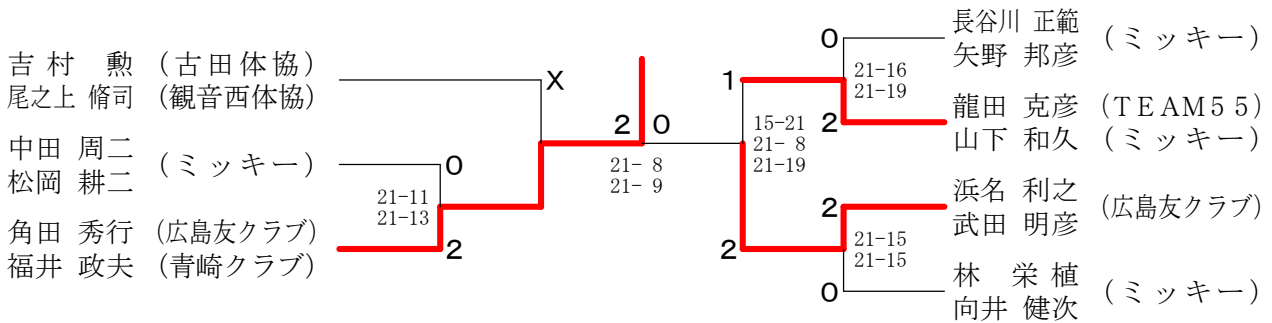 吉村 勲 (古田体協)
尾之上 脩司 (観音西体協)
中田 周二
松岡 耕二
(ミッキー)
角田 秀行 (広島友クラブ)
福井 政夫 (青崎クラブ)
X
0
21-11
21-13
2
2 0
21- 8
21- 9
1
15-21
21- 8
21-19
2
0
21-16
21-19
2
2
21-15
21-15
0
長谷川 正範
矢野 邦彦
(ミッキー)
龍田 克彦 (TEAM55)
山下 和久 (ミッキー)
浜名 利之
武田 明彦
(広島友クラブ)
林 栄植
向井 健次
(ミッキー)